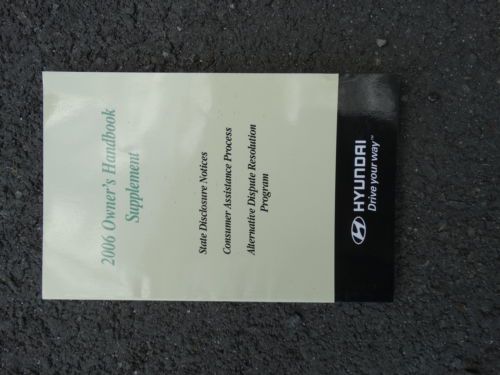 2006 Owner's Handbook
Supplement
State Disclosure Notices
Consumer Assistance Process
Alternative Dispute Resolution
Program
HYUNDAI
Drive your way™